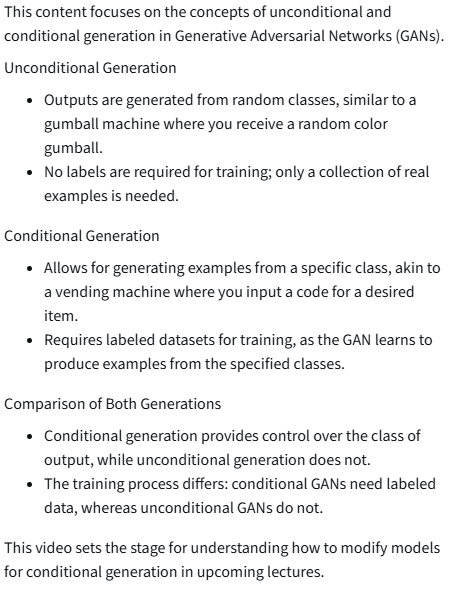 This content focuses on the concepts of unconditional and
conditional generation in Generative Adversarial Networks (GANs).
Unconditional Generation
• Outputs are generated from random classes, similar to a
gumball machine where you receive a random color
gumball.
• No labels are required for training; only a collection of real
examples is needed.
Conditional Generation
• Allows for generating examples from a specific class, akin to
a vending machine where you input a code for a desired
item.
• Requires labeled datasets for training, as the GAN learns to
produce examples from the specified classes.
Comparison of Both Generations
• Conditional generation provides control over the class of
output, while unconditional generation does not.
• The training process differs: conditional GANs need labeled
data, whereas unconditional GANs do not.
This video sets the stage for understanding how to modify models
for conditional generation in upcoming lectures.